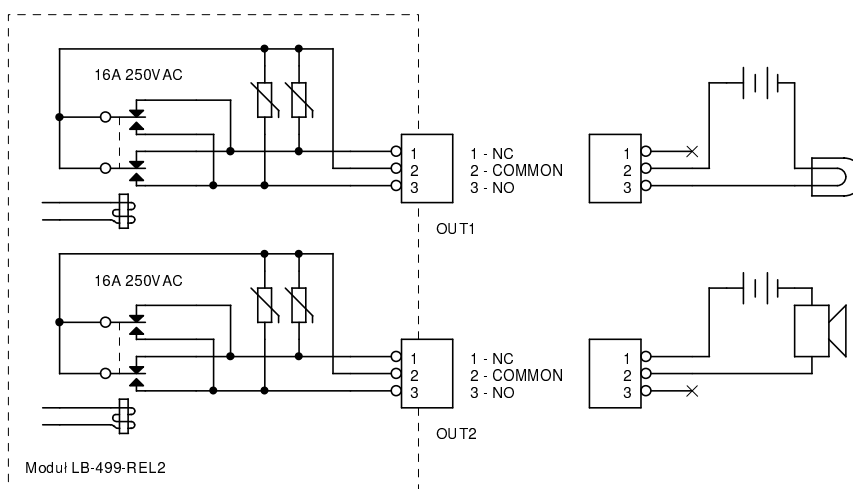 16A 250VAC
1
2
3
1 - NC
2 - COMMON
3 - NO
1
2
3
OUT1
16A 250VAC
1
2
3
1 - NC
2 - COMMON
3 - NO
1
2
3
OUT2
Moduł LB-499-REL2